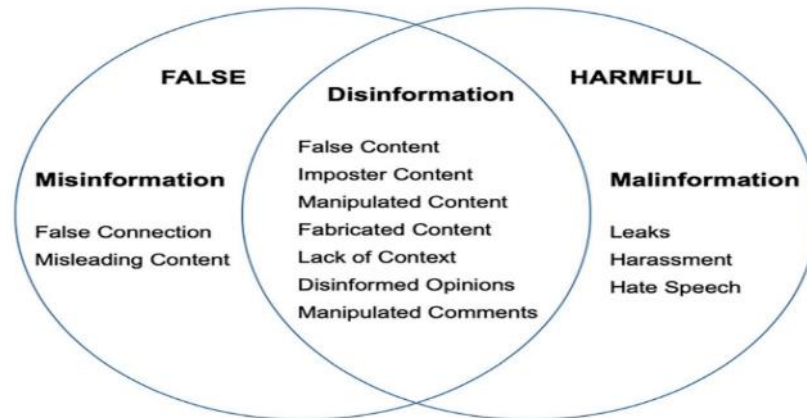 FALSE
HARMFUL
Disinformation
False Content
Imposter Content
Manipulated Content
Fabricated Content
Lack of Context
Disinformed Opinions
Manipulated Comments
Misinformation
False Connection
Misleading Content
Malinformation
Leaks
Harassment
Hate Speech